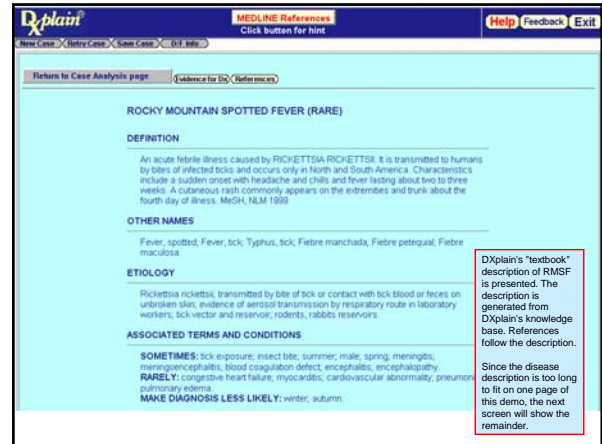 DXplain
MEDLINE References
Click button for hint
Help Feedback Exit
New Case Retrv Case Save Case D/F Info
Return to Case Analysis page Evidence for Dx References
ROCKY MOUNTAIN SPOTTED FEVER (RARE)
DEFINITION
An acute febrile illness caused by RICKETTSIA RICKETTSII. It is transmitted to humans
by bites of infected ticks and occurs only in North and South America. Characteristics
include a sudden onset with headache and chills and fever lasting about two to three
weeks. A cutaneous rash commonly appears on the extremities and trunk about the
fourth day of illness. MeSH, NLM 1999
OTHER NAMES
Fever, spotted; Fever, tick; Typhus, tick; Fiebre manchada; Fiebre petequial; Fiebre
maculosa.
ETIOLOGY
Rickettsia rickettsii; transmitted by bite of tick or contact with tick blood or feces on
unbroken skin; evidence of aerosol transmission by respiratory route in laboratory
workers; tick vector and reservoir; rodents, rabbits reservoirs.
ASSOCIATED TERMS AND CONDITIONS
SOMETIMES: tick exposure; insect bite; summer; male; spring; meningitis;
meningoencephalitis; blood coagulation defect; encephalitis; encephalopathy.
RARELY: congestive heart failure; myocarditis; cardiovascular abnormality;
pulmonary edema.
MAKE DIAGNOSIS LESS LIKELY: winter; autumn.
DXplain's "textbook"
description of RMSF
is presented. The
description is
generated from
DXplain's knowledge
base. References
follow the description.
Since the disease
description is too long
to fit on one page of
this demo, the next
screen will show the
remainder.